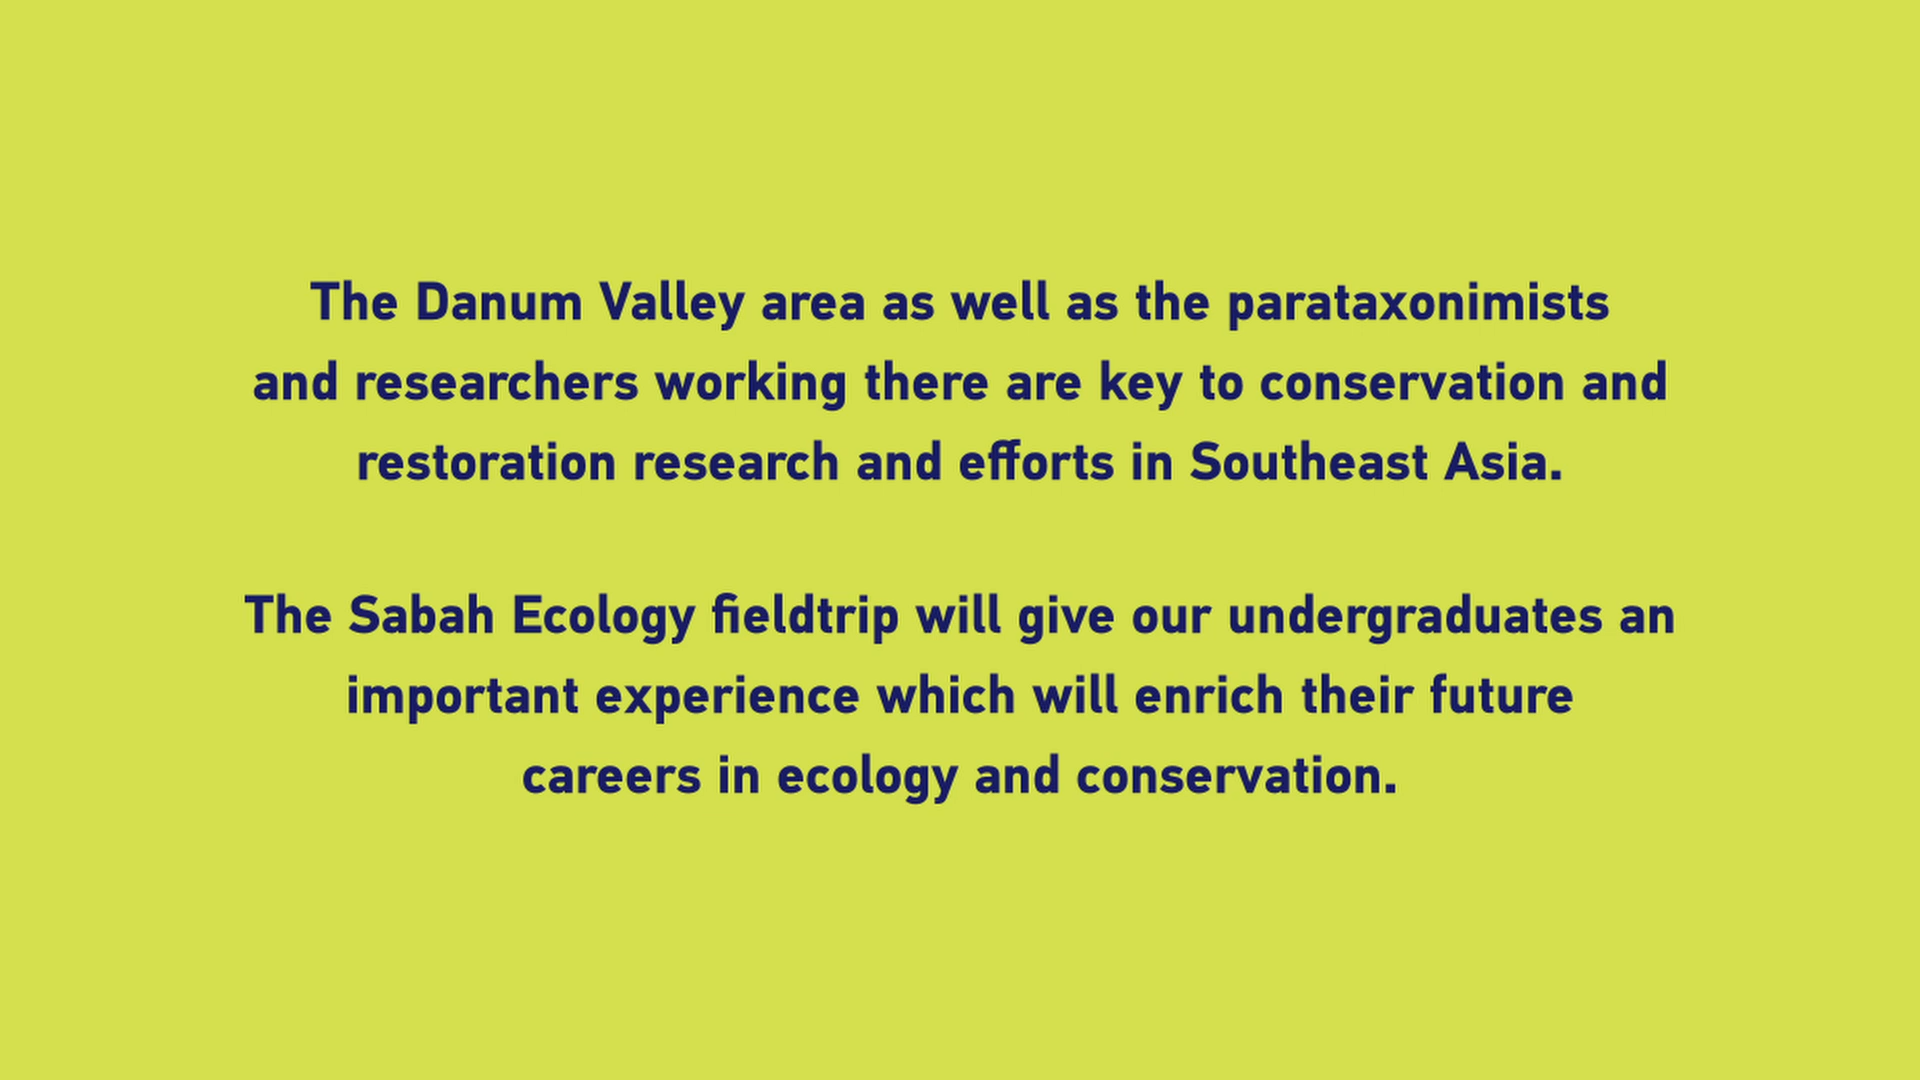 The Danum Valley area as well as the parataxonimists
and researchers working there are key to conservation and
restoration research and efforts in Southeast Asia.
The Sabah Ecology fieldtrip will give our undergraduates an
important experience which will enrich their future
careers in ecology and conservation.